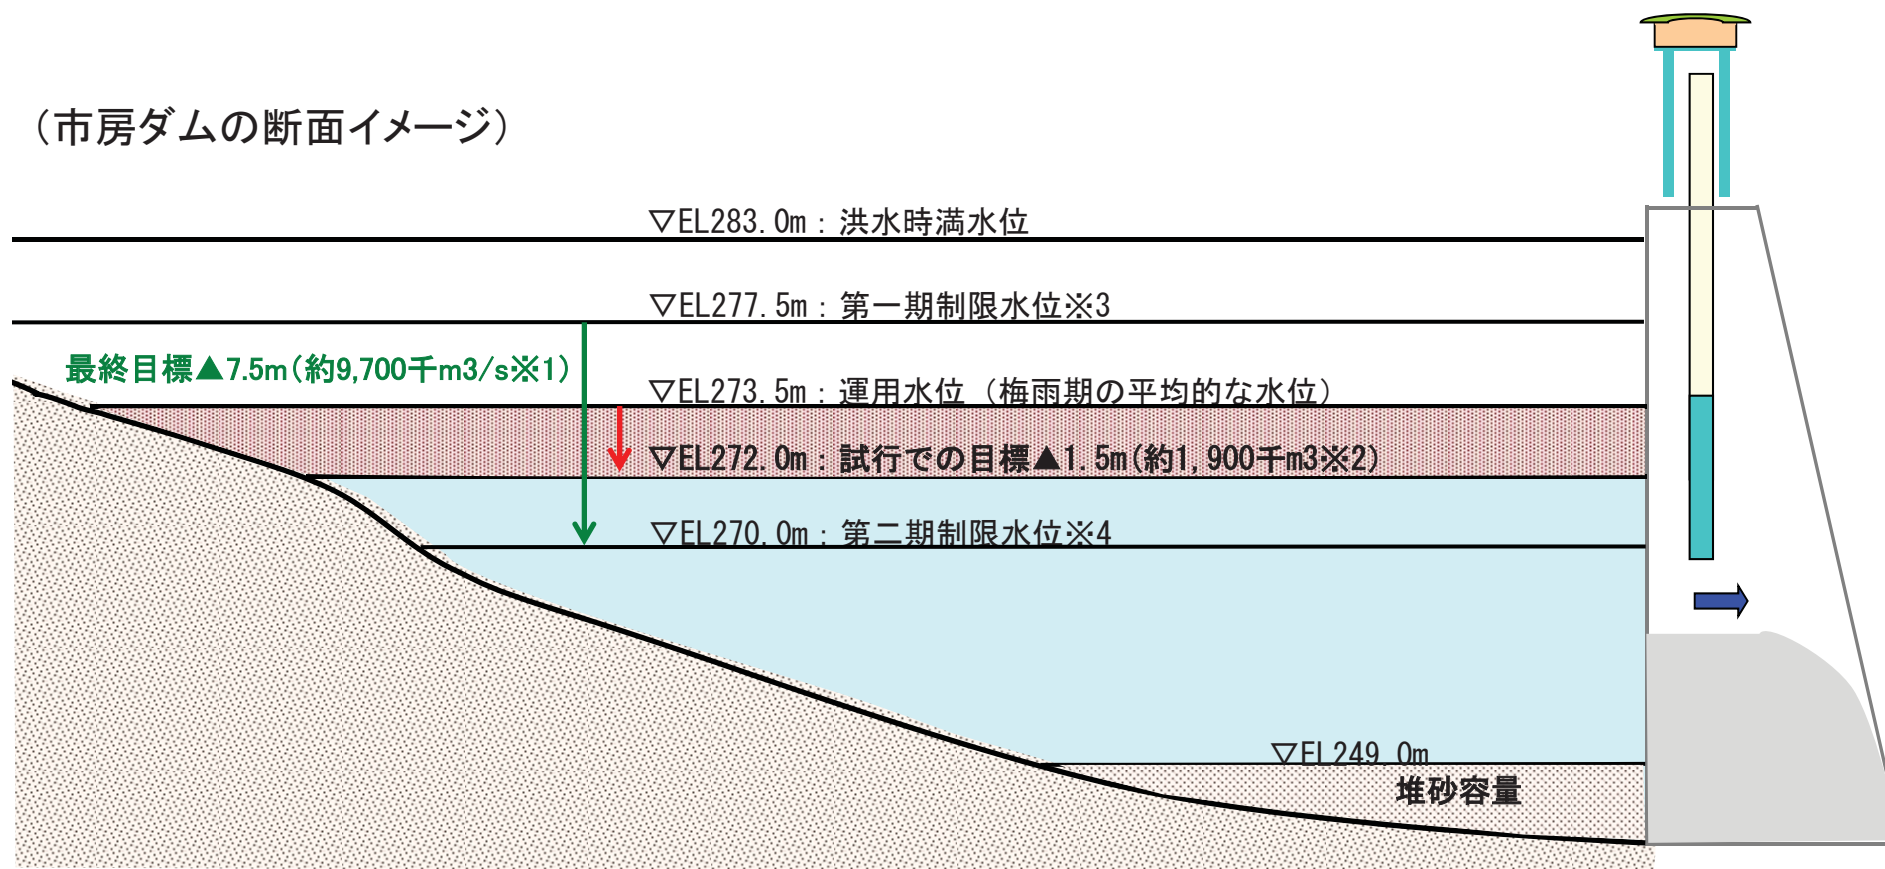 （市房ダムの断面イメージ）
▽EL283.0m：洪水時満水位
▽EL277.5m：第一期制限水位※3
最終目標▲7.5m（約9,700千m3/s※1）
▽EL273.5m：運用水位（梅雨期の平均的な水位）
▽EL272.0m：試行での目標▲1.5m（約1,900千m3※2）
▽EL270.0m：第二期制限水位※4
▽EL249.0m
堆砂容量